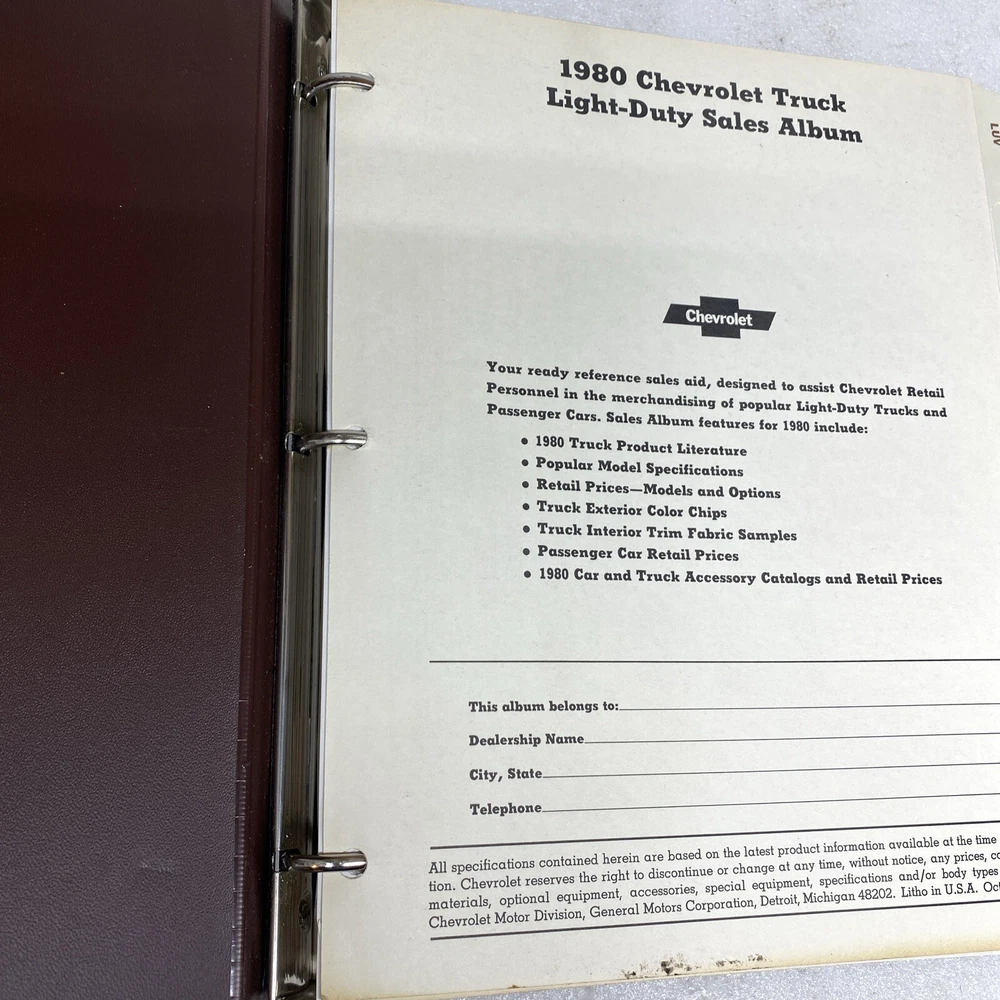 1980 Chevrolet Truck
Light-Duty Sales Album
LUV
Chevrolet
Your ready reference sales aid, designed to assist Chevrolet Retail
Personnel in the merchandising of popular Light-Duty Trucks and
Passenger Cars. Sales Album features for 1980 include:
• 1980 Truck Product Literature
• Popular Model Specifications
• Retail Prices—Models and Options
• Truck Exterior Color Chips
• Truck Interior Trim Fabric Samples
• Passenger Car Retail Prices
• 1980 Car and Truck Accessory Catalogs and Retail Prices
This album belongs to:
Dealership Name
City, State
Telephone
All specifications contained herein are based on the latest product information available at the time
tion. Chevrolet reserves the right to discontinue or change at any time, without notice, any prices,
materials, optional equipment, accessories, special equipment, specifications and/or body types
Chevrolet Motor Division, General Motors Corporation, Detroit, Michigan 48202. Litho in U.S.A.